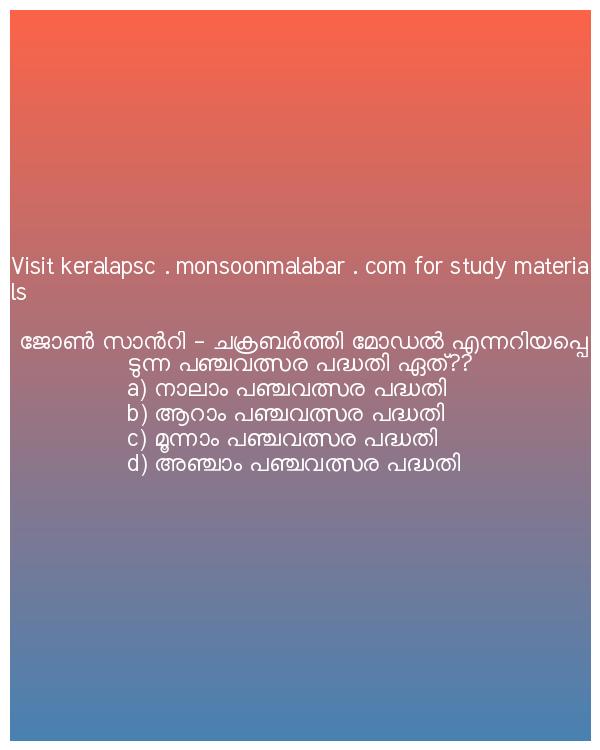 Visit keralapsc . monsoonmalabar . com for study materia
ls
ജോൺ സാൻറി - ചക്രബർത്തി മോഡൽ എന്നറിയപ്പെ
ടുന്ന പഞ്ചവത്സര പദ്ധതി ഏത്??
a) നാലാം പഞ്ചവത്സര പദ്ധതി
b) ആറാം പഞ്ചവത്സര പദ്ധതി
c) മൂന്നാം പഞ്ചവത്സര പദ്ധതി
d) അഞ്ചാം പഞ്ചവത്സര പദ്ധതി